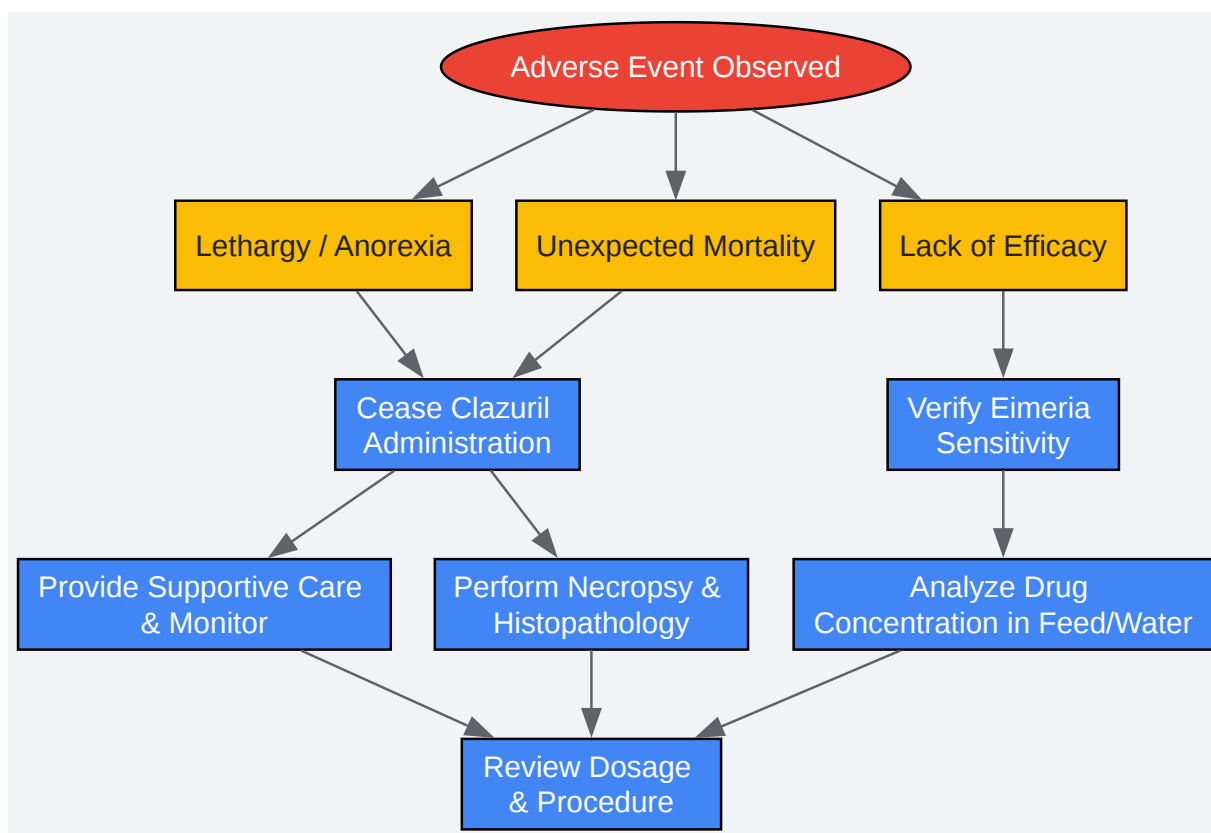 Adverse Event Observed
Lethargy / Anorexia
Unexpected Mortality
Lack of Efficacy
Cease Clazuril
Administration
Verify Eimeria
Sensitivity
Provide Supportive Care
& Monitor
Perform Necropsy &
Histopathology
Analyze Drug
Concentration in Feed/Water
Review Dosage
& Procedure